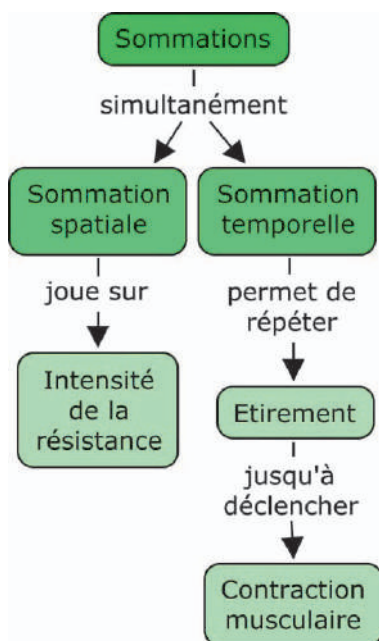 Sommations
simultanément
Sommation
spatiale
Sommation
temporelle
joue sur
permet de
répéter
Intensité
de la
résistance
Etirement
jusqu'à
déclencher
Contraction
musculaire